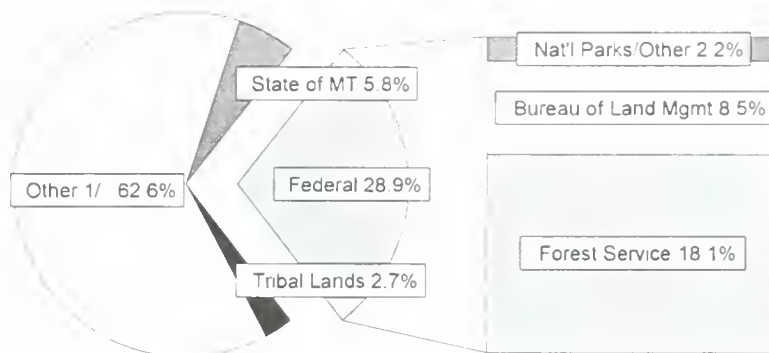 Nat'l Parks/Other 2 2%
State of MT 5.8%
Bureau of Land Mgmt 8 5%
Other 1/ 62 6%
Federal 28.9%
Forest Service 18 1%
Tribal Lands 2.7%